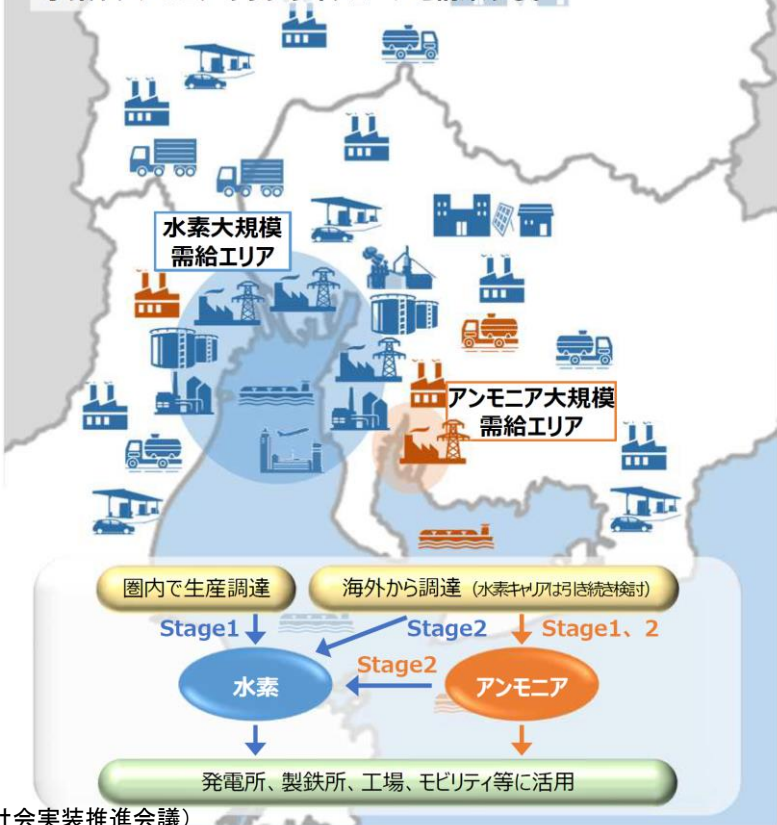 水素大規模
需給エリア
アンモニア大規模
需給エリア
圏内で生産調達
海外から調達（水素キャリアは引き続き検討）
Stage1
Stage2
Stage1、2
Stage2
水素
アンモニア
発電所、製鉄所、工場、モビリティ等に活用
社会実装推進会議）